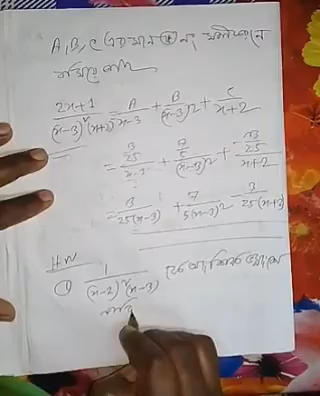 A, B, C এর মান ① নং সমীকরণে
বসিয়ে পাই,
2x+1/(x-3)²(x+2) = A/x-3 + B/(x-3)2 + C/x+2
= 3/25/x-3 + 7/5/(x-3)2 + -3/25/x+2
= 3/25(x-3) + 7/5(x-3)2 - 3/25(x+2)
H.W
① 1/(x-2)²(x-3) কে আংশিক ভগ্নাংশে